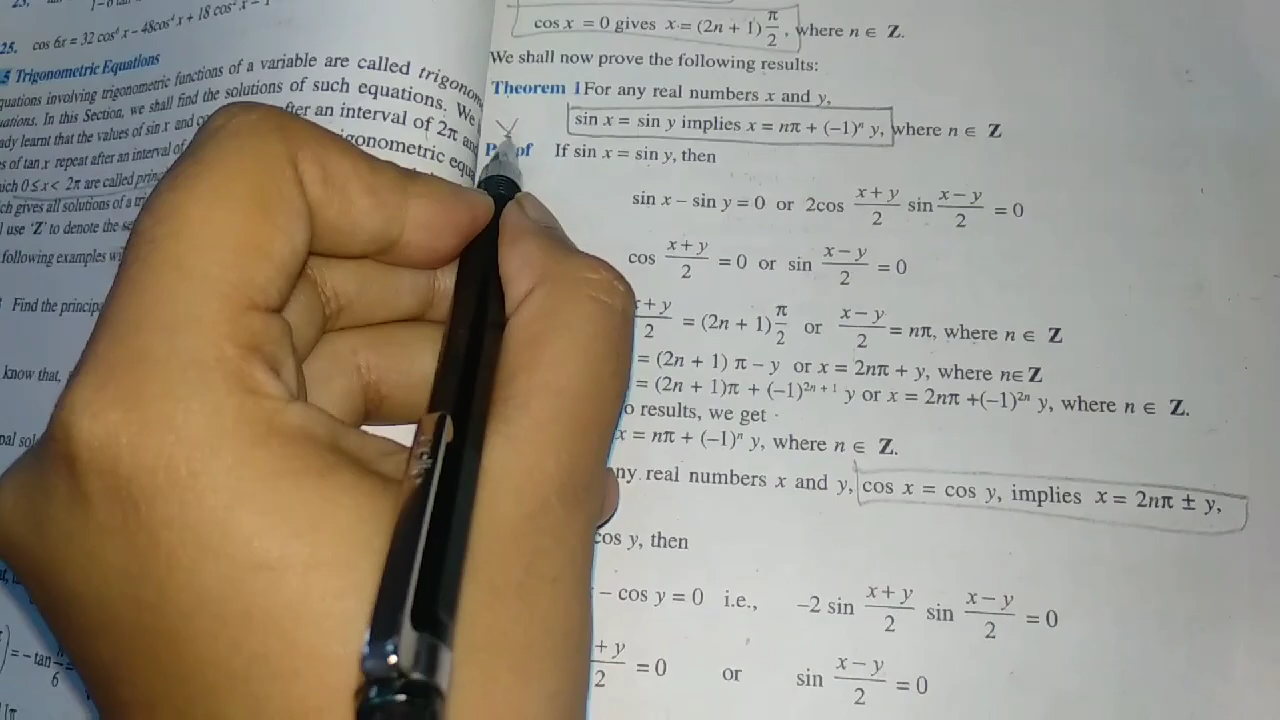 25. cos 6x = 32 cos⁶ x – 48cos⁴ x + 18 cos² x – 1
5 Trigonometric Equations
quations involving trigonometric functions of a variable are called trigonom
uations. In this Section, we shall find the solutions of such equations. We
ady learnt that the values of sin x and fter an interval of 2π an
s of tan x repeat after an interval of igonometric equ
ich 0 ≤ x < 2π are called prin
ch gives all solutions of a
l use 'Z' to denote the se
following examples wi
Find the princip
know that,
pal sol
= –tan π/6
cos x = 0 gives x = (2n + 1) π/2 , where n ∈ Z.
We shall now prove the following results:
Theorem 1 For any real numbers x and y,
sin x = sin y implies x = nπ + (–1)ⁿ y, where n ∈ Z
P of If sin x = sin y, then
sin x – sin y = 0 or 2cos (x + y)/2 sin (x – y)/2 = 0
cos (x + y)/2 = 0 or sin (x – y)/2 = 0
x + y/2 = (2n + 1) π/2 or (x – y)/2 = nπ, where n ∈ Z
= (2n + 1) π – y or x = 2nπ + y, where n∈Z
= (2n + 1)π + (–1)²ⁿ ⁺ ¹ y or x = 2nπ +(–1)²ⁿ y, where n ∈ Z.
o results, we get
x = nπ + (–1)ⁿ y, where n ∈ Z.
ny real numbers x and y, cos x = cos y, implies x = 2nπ ± y,
cos y, then
– cos y = 0 i.e., –2 sin (x + y)/2 sin (x – y)/2 = 0
+ y/2 = 0 or sin (x – y)/2 = 0